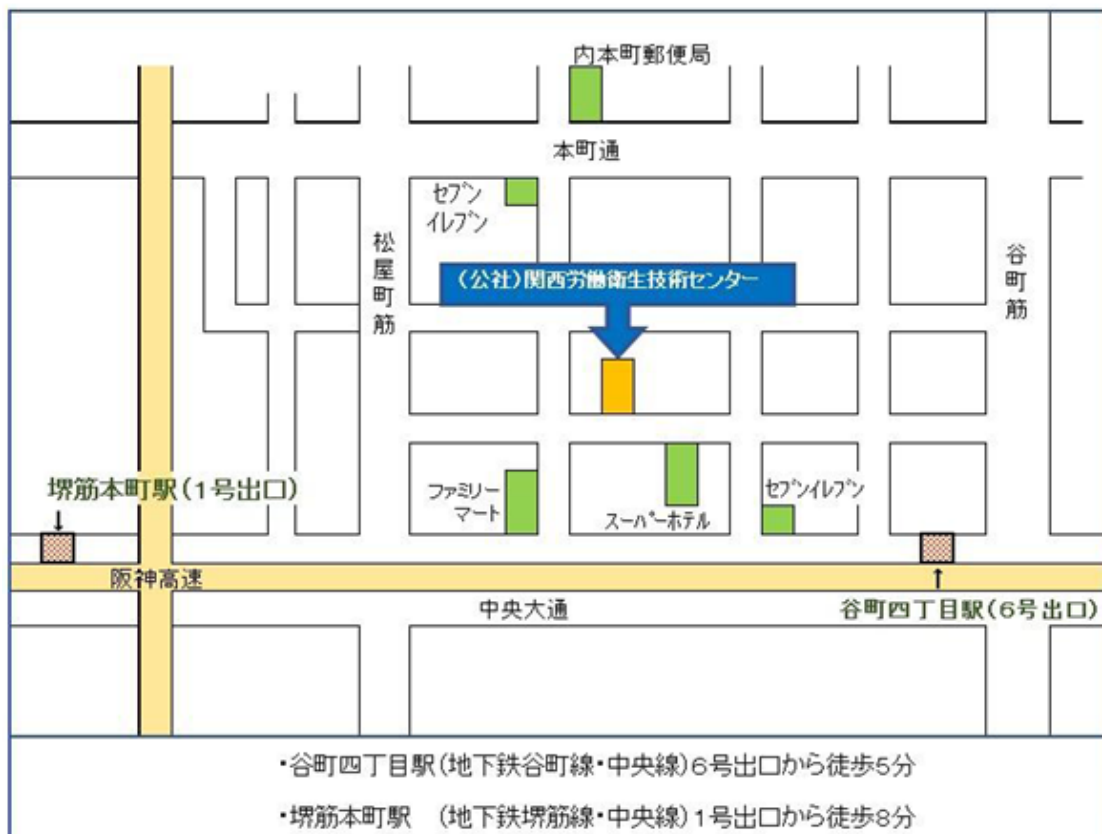 内本町郵便局
本町通
セブン
イレブン
松屋町筋
谷町筋
(公社)関西労働衛生技術センター
堺筋本町駅(1号出口)
↓
ファミリー
マート
スーパーホテル
セブンイレブン
阪神高速
↑
中央大通
谷町四丁目駅(6号出口)
・谷町四丁目駅(地下鉄谷町線・中央線)6号出口から徒歩5分
・堺筋本町駅 (地下鉄堺筋線・中央線)1号出口から徒歩8分